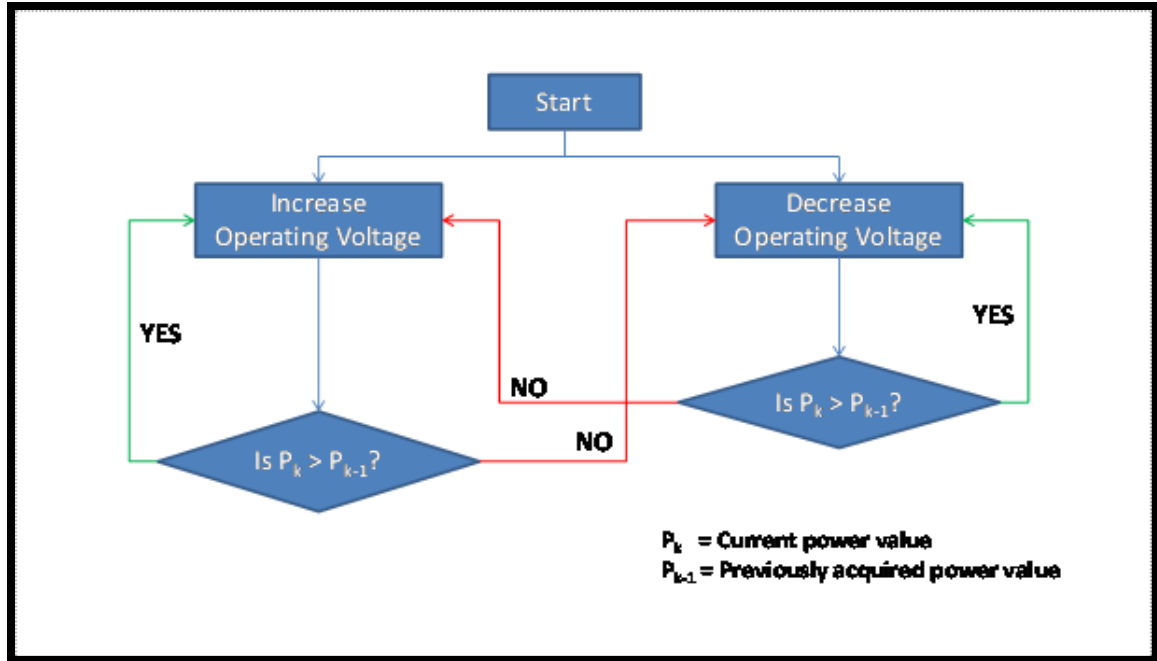 Start
Increase
Operating Voltage
Decrease
Operating Voltage
YES
YES
NO
Is Pk > Pk-1?
NO
Is Pk > Pk-1?
Pk = Current power value
Pk-1 = Previously acquired power value